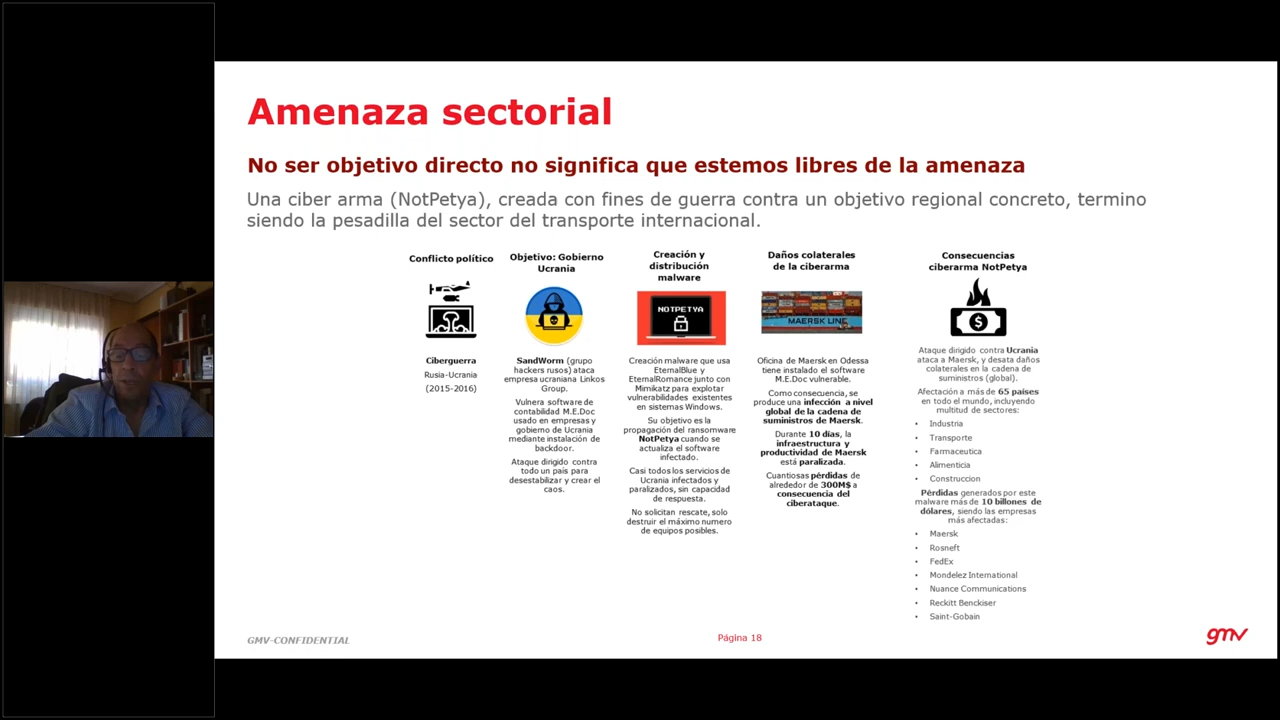 Amenaza sectorial
No ser objetivo directo no significa que estemos libres de la amenaza
Una ciber arma (NotPetya), creada con fines de guerra contra un objetivo regional concreto, termino
siendo la pesadilla del sector del transporte internacional.
Conflicto político
Ciberguerra
Rusia-Ucrania
(2015-2016)
Objetivo: Gobierno
Ucrania
SandWorm (grupo
hackers rusos) ataca
empresa ucraniana Linkos
Group.
Vulnera software de
contabilidad M.E.Doc
usado en empresas y
gobierno de Ucrania
mediante instalación de
backdoor.
Ataque dirigido contra
todo un país para
desestabilizar y crear el
caos.
Creación y
distribución
malware
NOTPETYA
Creación malware que usa
EternalBlue y
EternalRomance junto con
Mimikatz para explotar
vulnerabilidades existentes
en sistemas Windows.
Su objetivo es la
propagación del ransomware
NotPetya cuando se
actualiza el software
infectado.
Casi todos los servicios de
Ucrania infectados y
paralizados, sin capacidad
de respuesta.
No solicitan rescate, solo
destruir el máximo numero
de equipos posibles.
Daños colaterales
de la ciberarma
MAERSK LINE
Oficina de Maersk en Odessa
tiene instalado el software
M.E.Doc vulnerable.
Como consecuencia, se
produce una infección a nivel
global de la cadena de
suministros de Maersk.
Durante 10 días, la
infraestructura y
productividad de Maersk
está paralizada.
Cuantiosas pérdidas de
alrededor de 300M$ a
consecuencia del
ciberataque.
Consecuencias
ciberarma NotPetya
Ataque dirigido contra Ucrania
ataca a Maersk, y desata daños
colaterales en la cadena de
suministros (global).
Afectación a más de 65 países
en todo el mundo, incluyendo
multitud de sectores:
• Industria
• Transporte
• Farmaceutica
• Alimenticia
• Construccion
Pérdidas generados por este
malware más de 10 billones de
dólares, siendo las empresas
más afectadas:
• Maersk
• Rosneft
• FedEx
• Mondelez International
• Nuance Communications
• Reckitt Benckiser
• Saint-Gobain
GMV-CONFIDENTIAL
Página 18
gmv